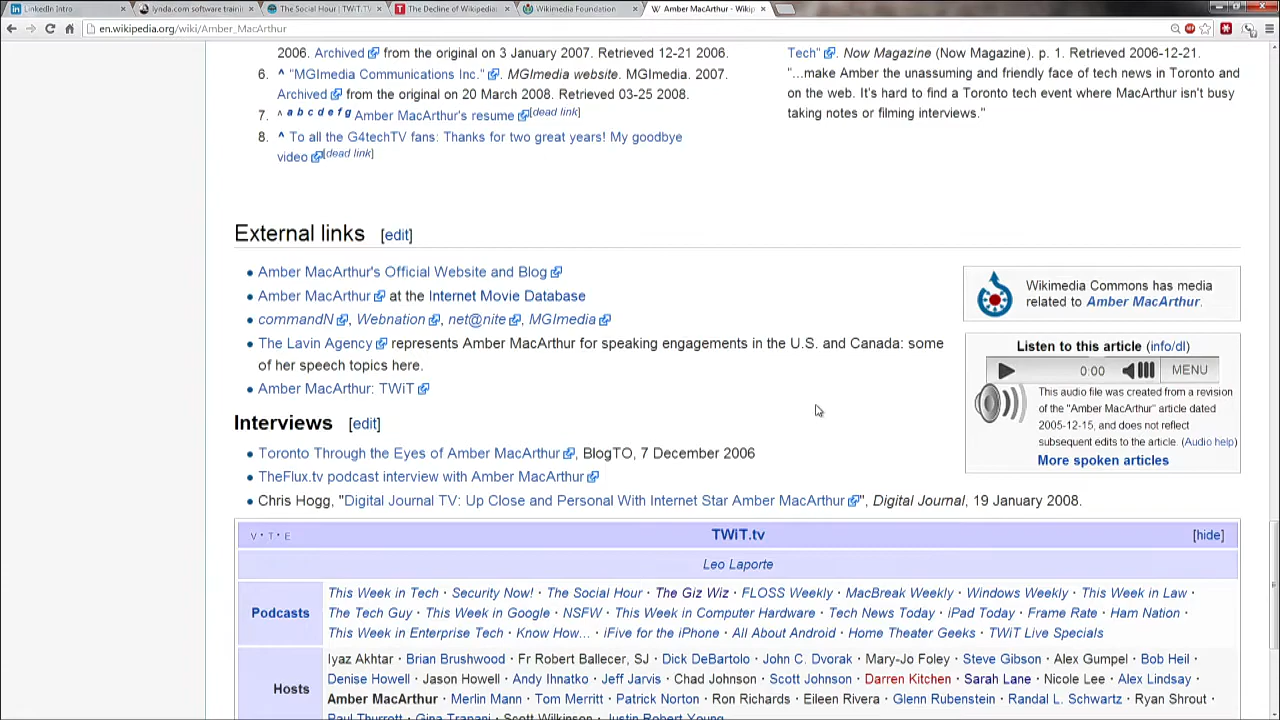 LinkedIn Intro
lynda.com software traini
The Social Hour | TWiT.T
The Decline of Wikipedia
Wikimedia Foundation
Amber MacArthur - Wikip
en.wikipedia.org/wiki/Amber_MacArthur
2006. Archived from the original on 3 January 2007. Retrieved 12-21 2006.
6. ^ "MGImedia Communications Inc.". MGImedia website. MGImedia. 2007.
Archived from the original on 20 March 2008. Retrieved 03-25 2008.
7. ^ a b c d e f g Amber MacArthur's resume [dead link]
8. ^ To all the G4techTV fans: Thanks for two great years! My goodbye
video [dead link]
Tech". Now Magazine (Now Magazine). p. 1. Retrieved 2006-12-21.
"...make Amber the unassuming and friendly face of tech news in Toronto and
on the web. It's hard to find a Toronto tech event where MacArthur isn't busy
taking notes or filming interviews."
External links [edit]
Amber MacArthur's Official Website and Blog
Amber MacArthur at the Internet Movie Database
commandN, Webnation, net@nite, MGImedia
The Lavin Agency represents Amber MacArthur for speaking engagements in the U.S. and Canada: some
of her speech topics here.
Amber MacArthur: TWiT
Wikimedia Commons has media
related to Amber MacArthur.
Listen to this article (info/dl)
0:00 MENU
This audio file was created from a revision
of the "Amber MacArthur" article dated
2005-12-15, and does not reflect
subsequent edits to the article. (Audio help)
More spoken articles
Interviews [edit]
Toronto Through the Eyes of Amber MacArthur, BlogTO, 7 December 2006
TheFlux.tv podcast interview with Amber MacArthur
Chris Hogg, "Digital Journal TV: Up Close and Personal With Internet Star Amber MacArthur", Digital Journal, 19 January 2008.
V · T · E TWiT.tv [hide]
Leo Laporte
Podcasts
This Week in Tech · Security Now! · The Social Hour · The Giz Wiz · FLOSS Weekly · MacBreak Weekly · Windows Weekly · This Week in Law ·
The Tech Guy · This Week in Google · NSFW · This Week in Computer Hardware · Tech News Today · iPad Today · Frame Rate · Ham Nation ·
This Week in Enterprise Tech · Know How... · iFive for the iPhone · All About Android · Home Theater Geeks · TWiT Live Specials
Hosts
Iyaz Akhtar · Brian Brushwood · Fr Robert Ballecer, SJ · Dick DeBartolo · John C. Dvorak · Mary-Jo Foley · Steve Gibson · Alex Gumpel · Bob Heil ·
Denise Howell · Jason Howell · Andy Ihnatko · Jeff Jarvis · Chad Johnson · Scott Johnson · Darren Kitchen · Sarah Lane · Nicole Lee · Alex Lindsay ·
Amber MacArthur · Merlin Mann · Tom Merritt · Patrick Norton · Ron Richards · Eileen Rivera · Glenn Rubenstein · Randal L. Schwartz · Ryan Shrout ·
Paul Thurrott · Gina Trapani · Scott Wilkinson · Justin Robert Young